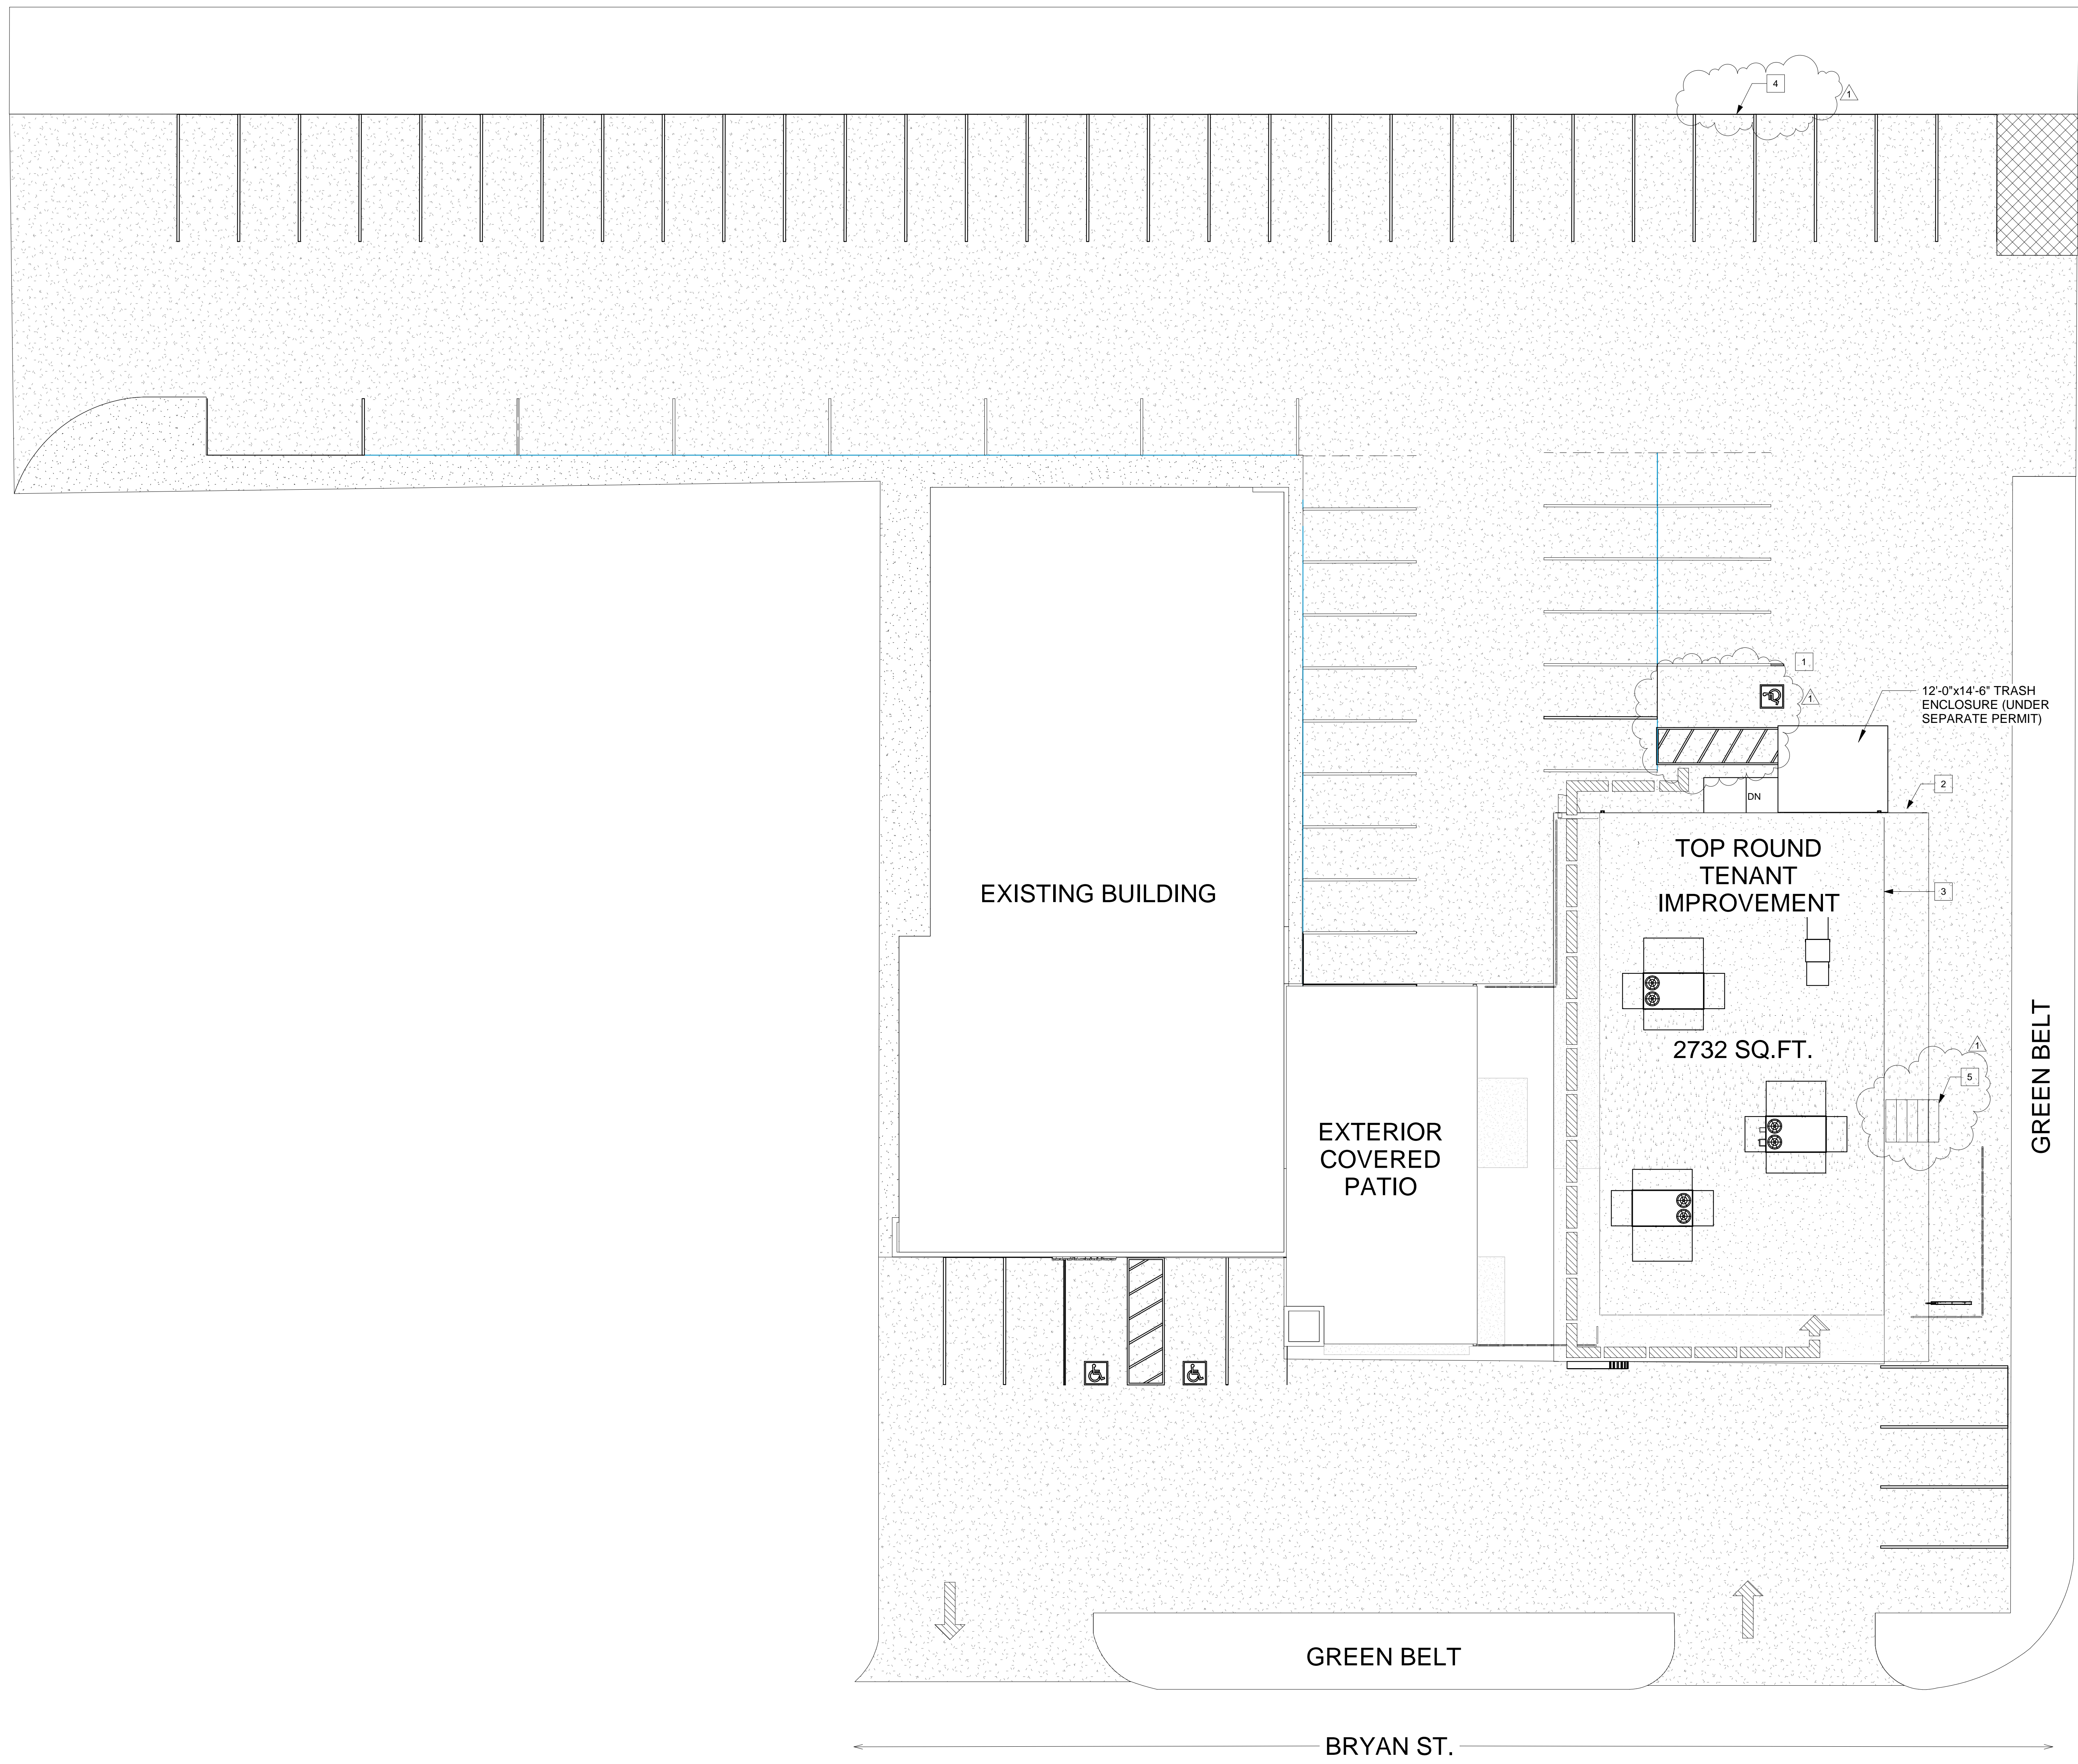 4
1
1
1
12'-0"x14'-6" TRASH
ENCLOSURE (UNDER
SEPARATE PERMIT)
2
DN
TOP ROUND
TENANT
IMPROVEMENT
3
EXISTING BUILDING
2732 SQ.FT.
1
5
GREEN BELT
EXTERIOR
COVERED
PATIO
GREEN BELT
BRYAN ST.